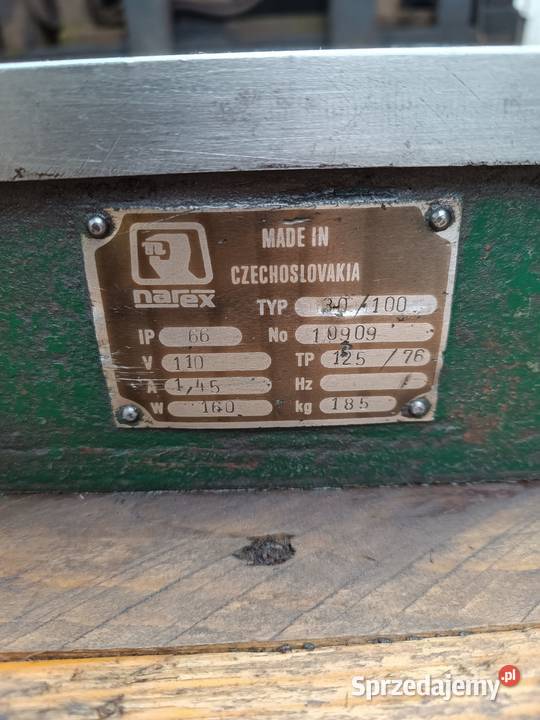 MADE IN
CZECHOSLOVAKIA
n
narex
TYP 30/100
IP 66 No 10909
V 110 TP 125/76
A 1,45 Hz
W 160 kg 185
Sprzedajemy.pl